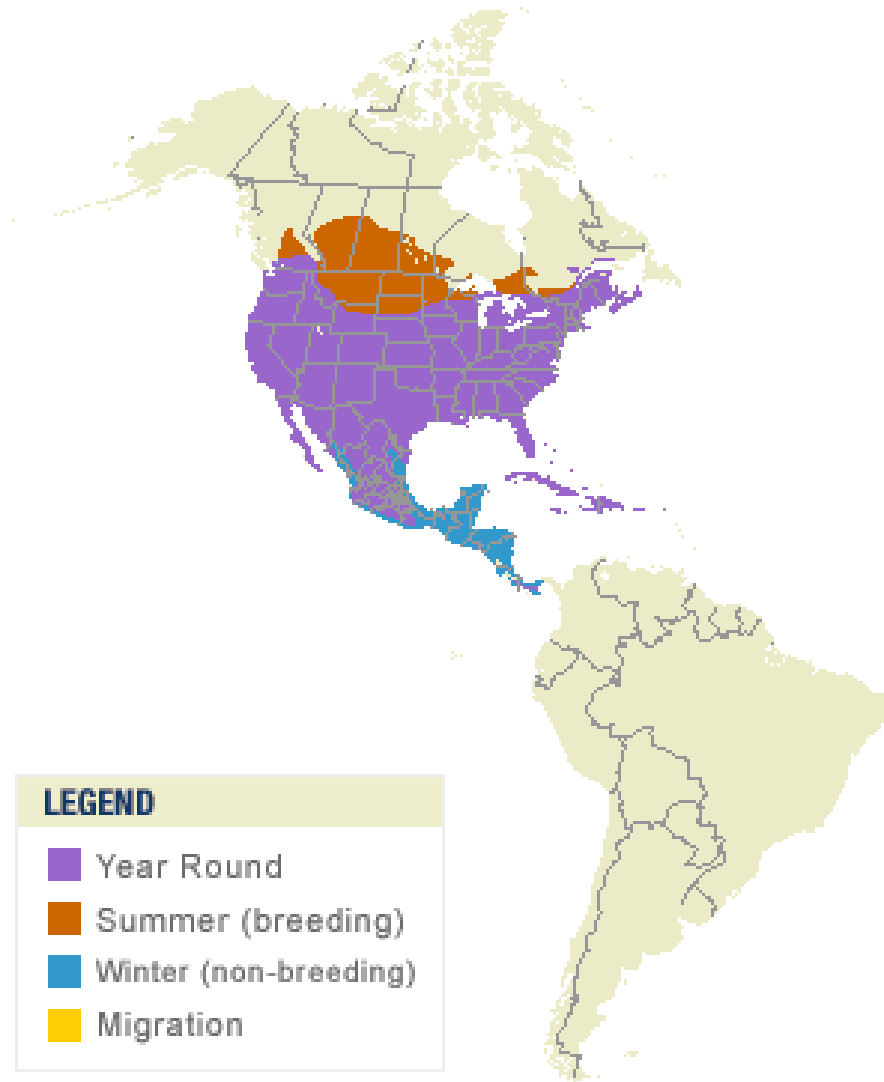 LEGEND
Year Round
Summer (breeding)
Winter (non-breeding)
Migration